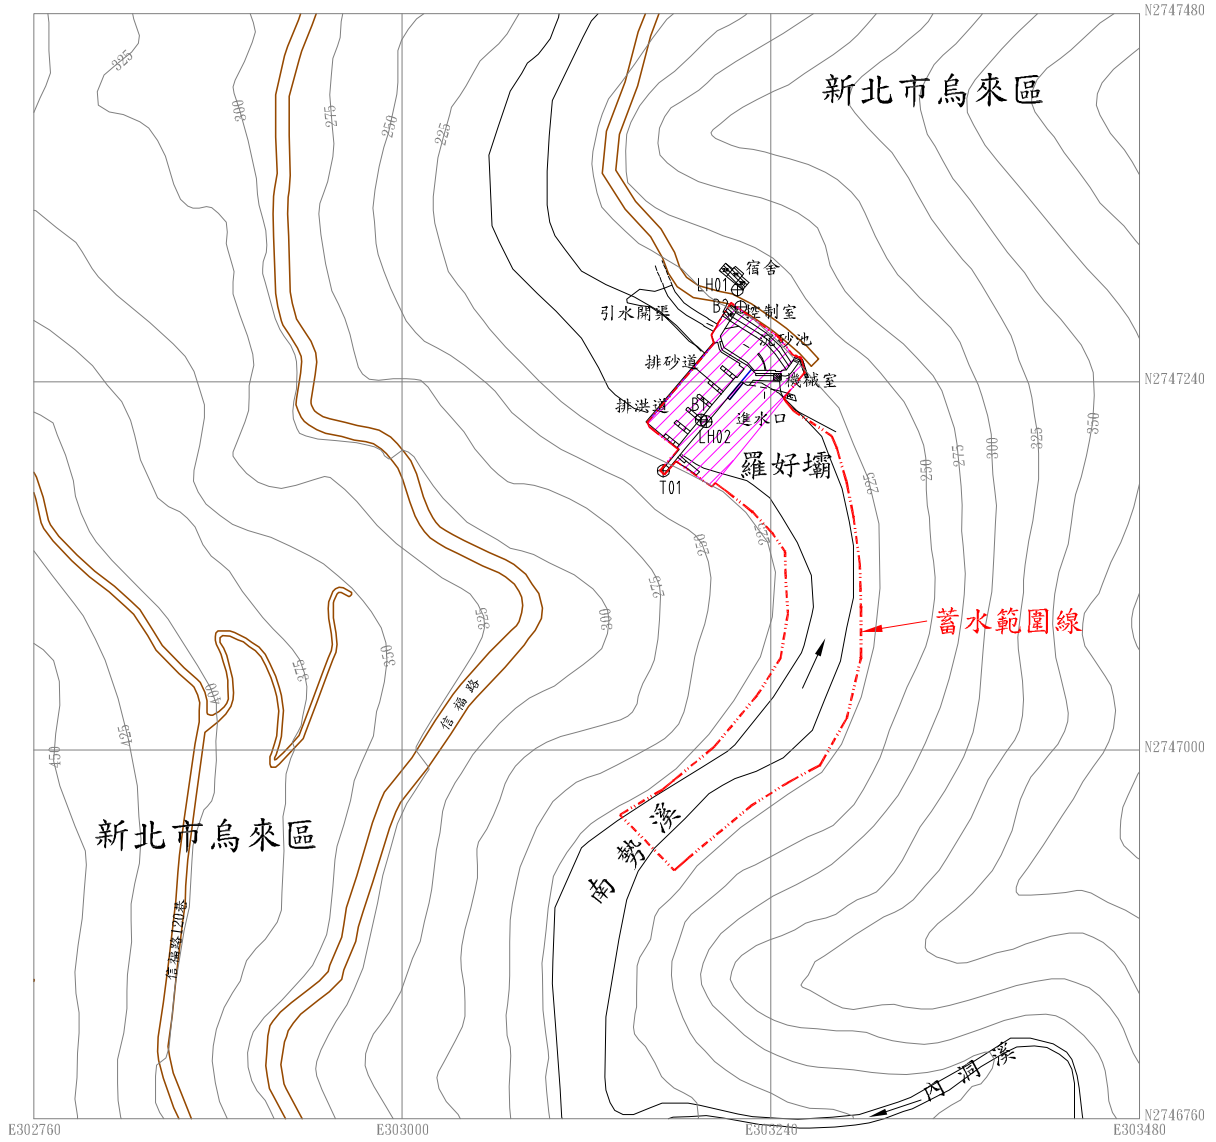 N2747480
325
新北市烏來區
300
275
250
225
宿舍
LH01
B2
控制室
引水開渠
沉砂池
排砂道
機械室
N2747240
排洪道
B1
進水口
LH02
350
325
300
275
250
225
羅好壩
T01
225
250
275
300
325
蓄水範圍線
350
375
400
信福路
425
450
N2747000
南勢溪
新北市烏來區
信福路120巷
內洞溪
N2746760
E302760
E303000
E303240
E303480